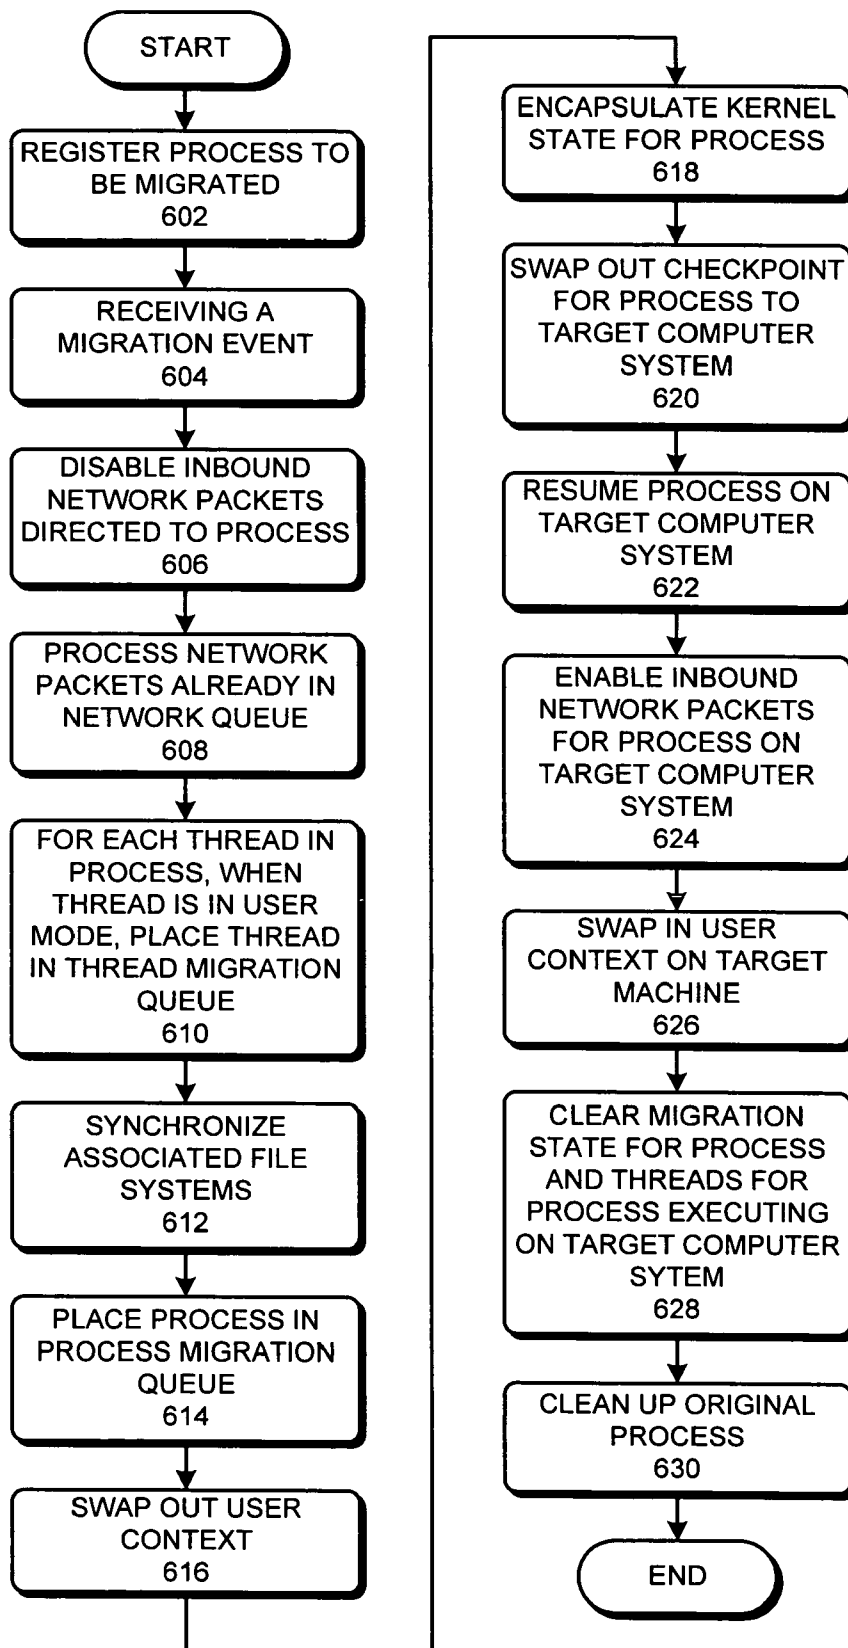 START
REGISTER PROCESS TO
BE MIGRATED
602
RECEIVING A
MIGRATION EVENT
604
DISABLE INBOUND
NETWORK PACKETS
DIRECTED TO PROCESS
606
PROCESS NETWORK
PACKETS ALREADY IN
NETWORK QUEUE
608
FOR EACH THREAD IN
PROCESS, WHEN
THREAD IS IN USER
MODE, PLACE THREAD
IN THREAD MIGRATION
QUEUE
610
SYNCHRONIZE
ASSOCIATED FILE
SYSTEMS
612
PLACE PROCESS IN
PROCESS MIGRATION
QUEUE
614
SWAP OUT USER
CONTEXT
616
ENCAPSULATE KERNEL
STATE FOR PROCESS
618
SWAP OUT CHECKPOINT
FOR PROCESS TO
TARGET COMPUTER
SYSTEM
620
RESUME PROCESS ON
TARGET COMPUTER
SYSTEM
622
ENABLE INBOUND
NETWORK PACKETS
FOR PROCESS ON
TARGET COMPUTER
SYSTEM
624
SWAP IN USER
CONTEXT ON TARGET
MACHINE
626
CLEAR MIGRATION
STATE FOR PROCESS
AND THREADS FOR
PROCESS EXECUTING
ON TARGET COMPUTER
SYTEM
628
CLEAN UP ORIGINAL
PROCESS
630
END